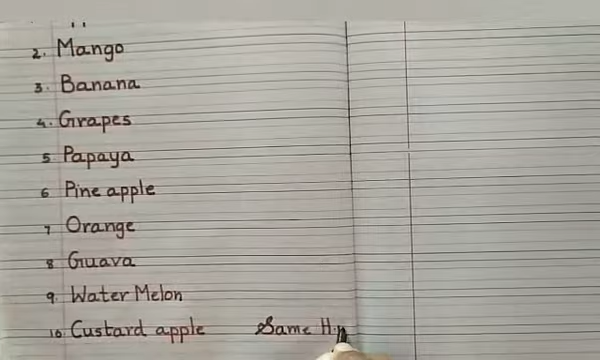 2. Mango
3. Banana
4. Grapes
5 Papaya
6 Pine apple
7 Orange
8 Guava
9. Water Melon
10. Custard apple Same H.